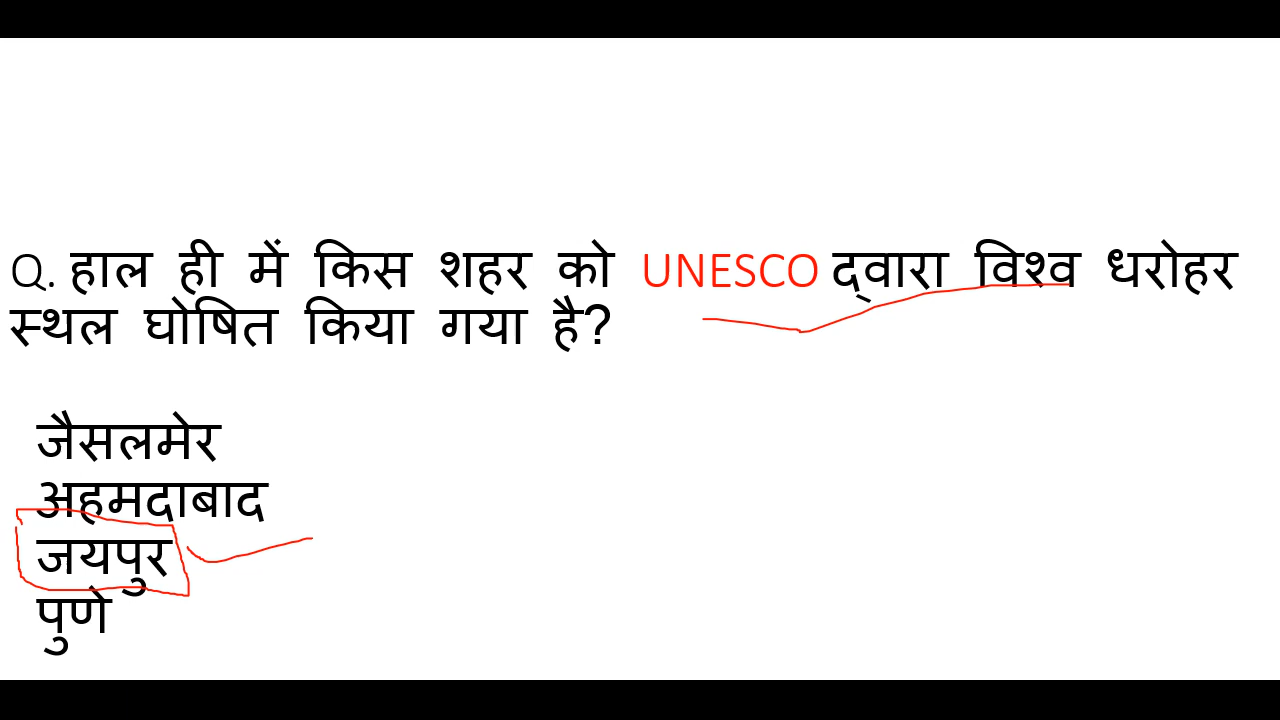 Q. हाल ही में किस शहर को UNESCO द्वारा विश्व धरोहर
स्थल घोषित किया गया है?
जैसलमेर
अहमदाबाद
जयपुर
पुणे